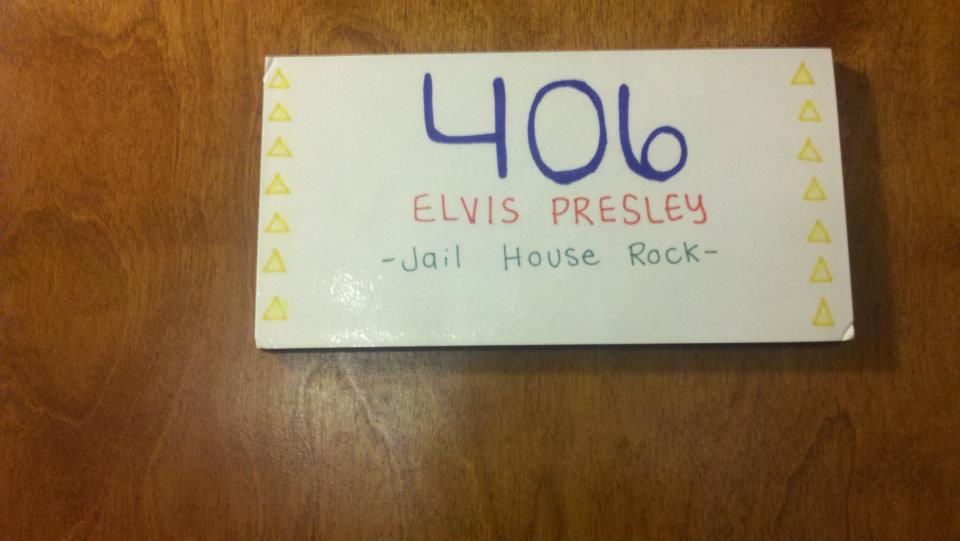 406
ELVIS PRESLEY
-Jail House Rock-